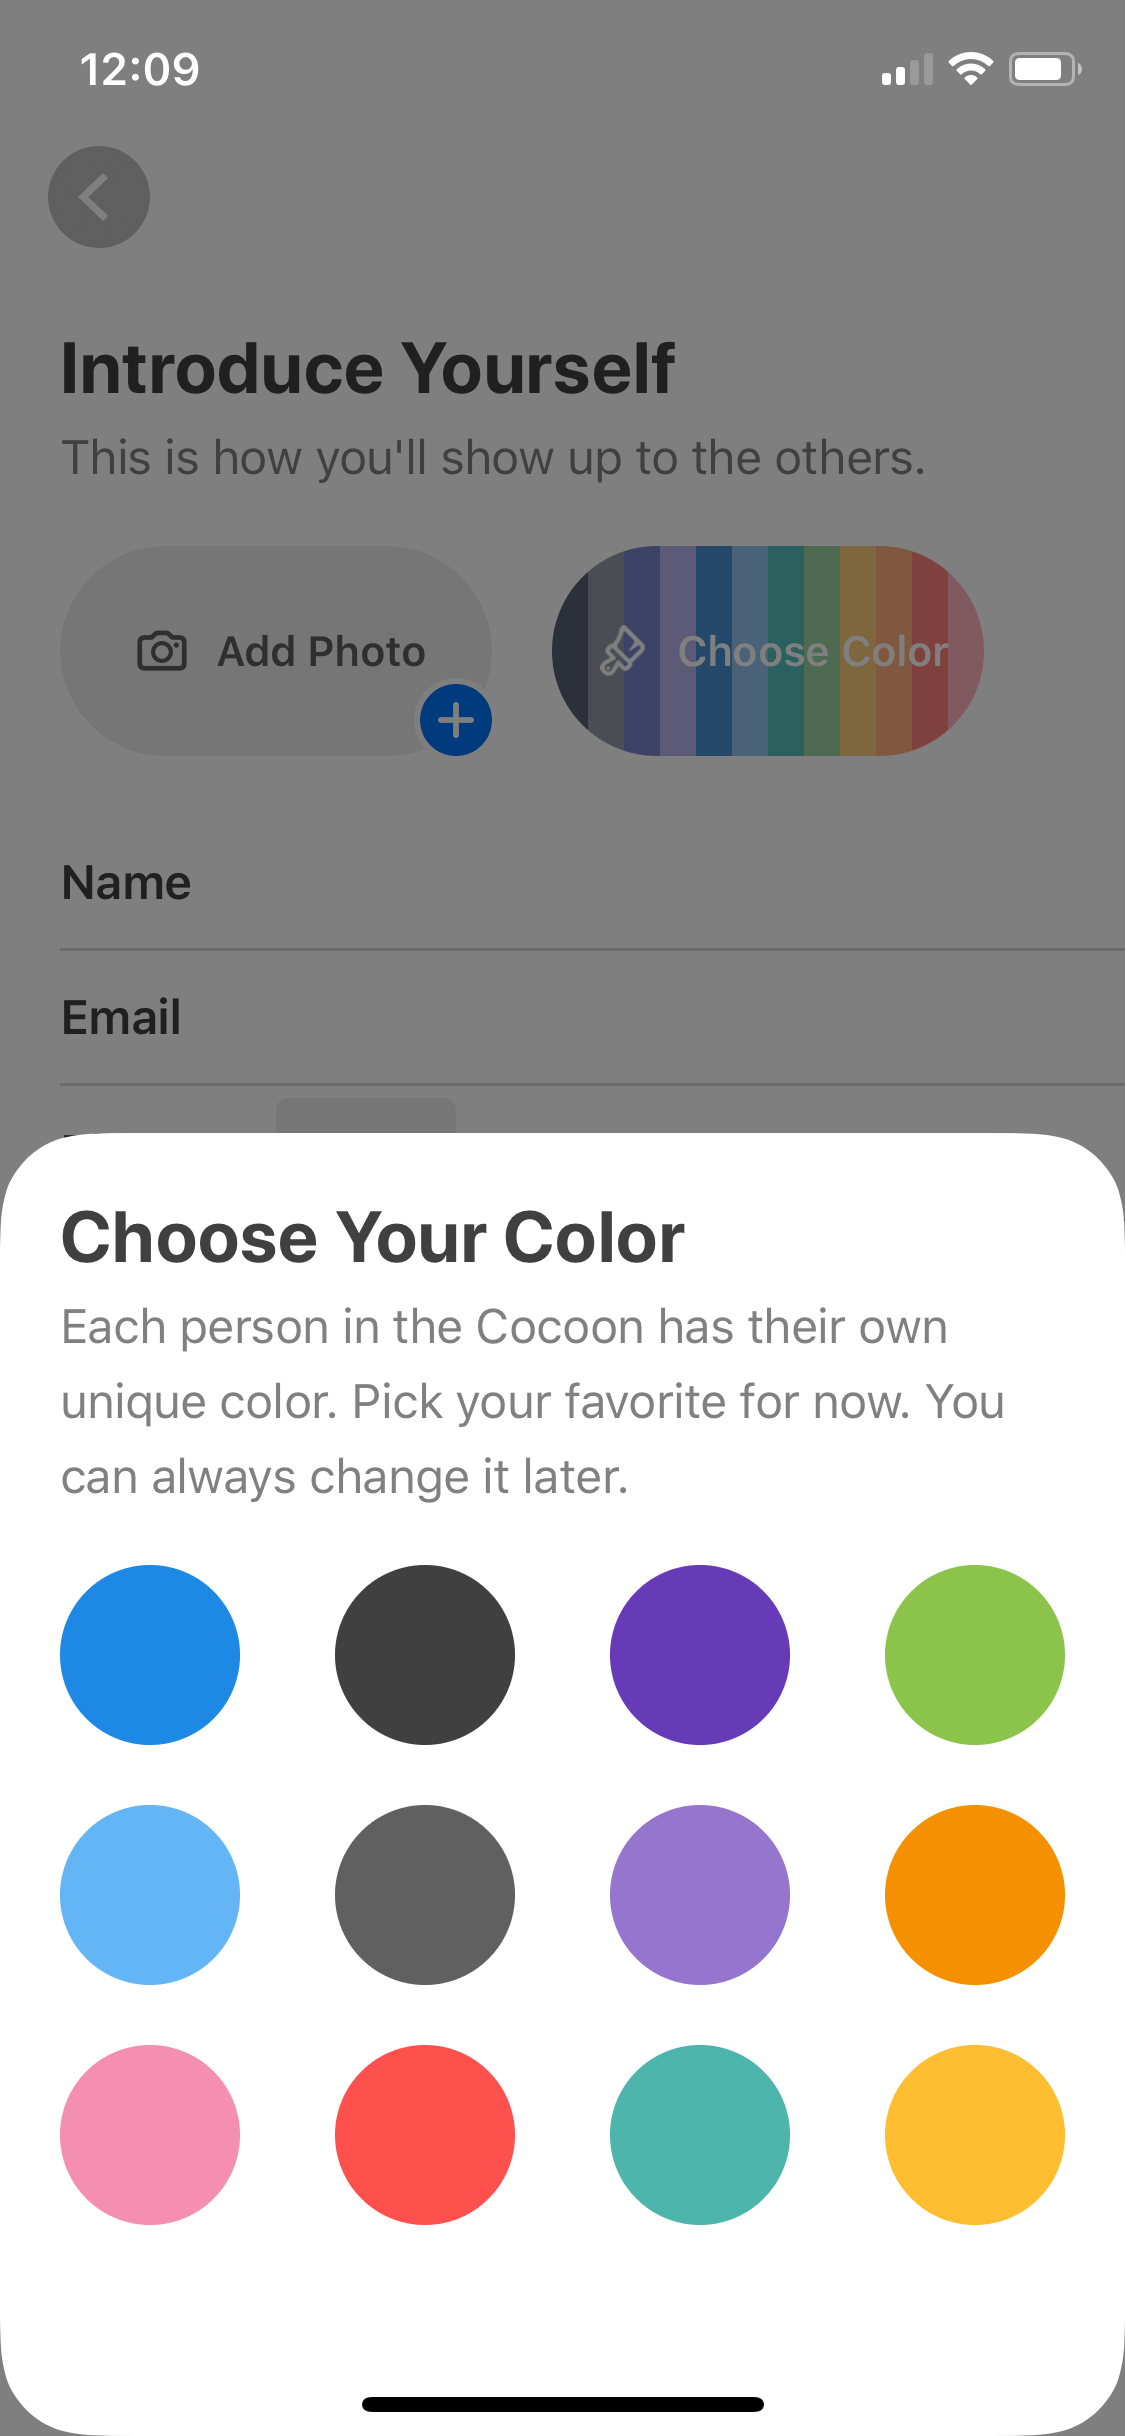 12:09
Introduce Yourself
This is how you'll show up to the others.
Add Photo
Choose Color
Name
Email
Choose Your Color
Each person in the Cocoon has their own
unique color. Pick your favorite for now. You
can always change it later.